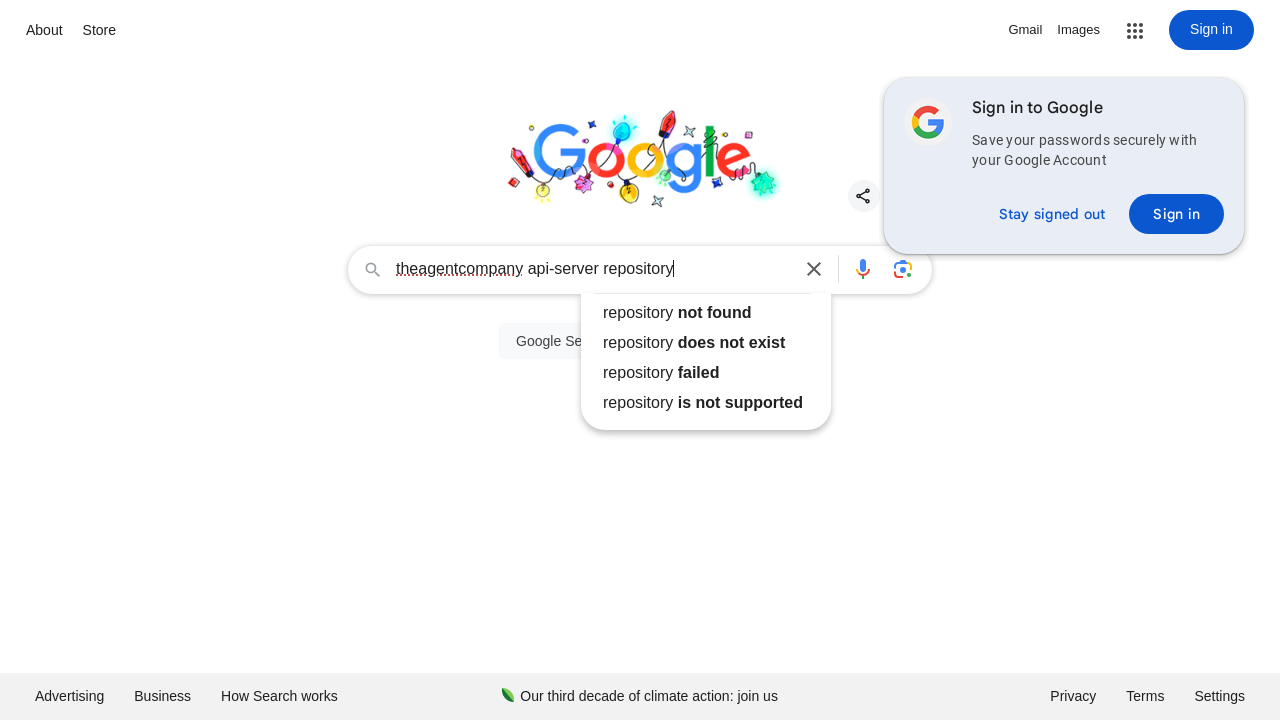 About Store
Gmail Images Sign in
Google
Sign in to Google
Save your passwords securely with
your Google Account
Stay signed out Sign in
theagentcompany api-server repository
repository not found
repository does not exist
repository failed
repository is not supported
Google Se
Advertising Business How Search works
Our third decade of climate action: join us
Privacy Terms Settings